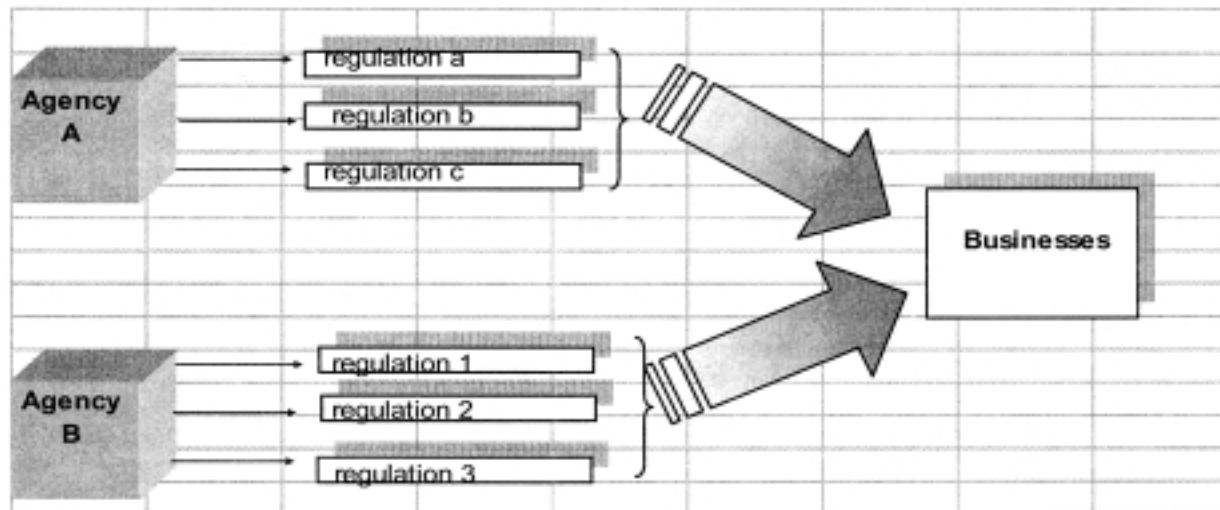 Agency
A
regulation a
regulation b
regulation c
Businesses
Agency
B
regulation 1
regulation 2
regulation 3